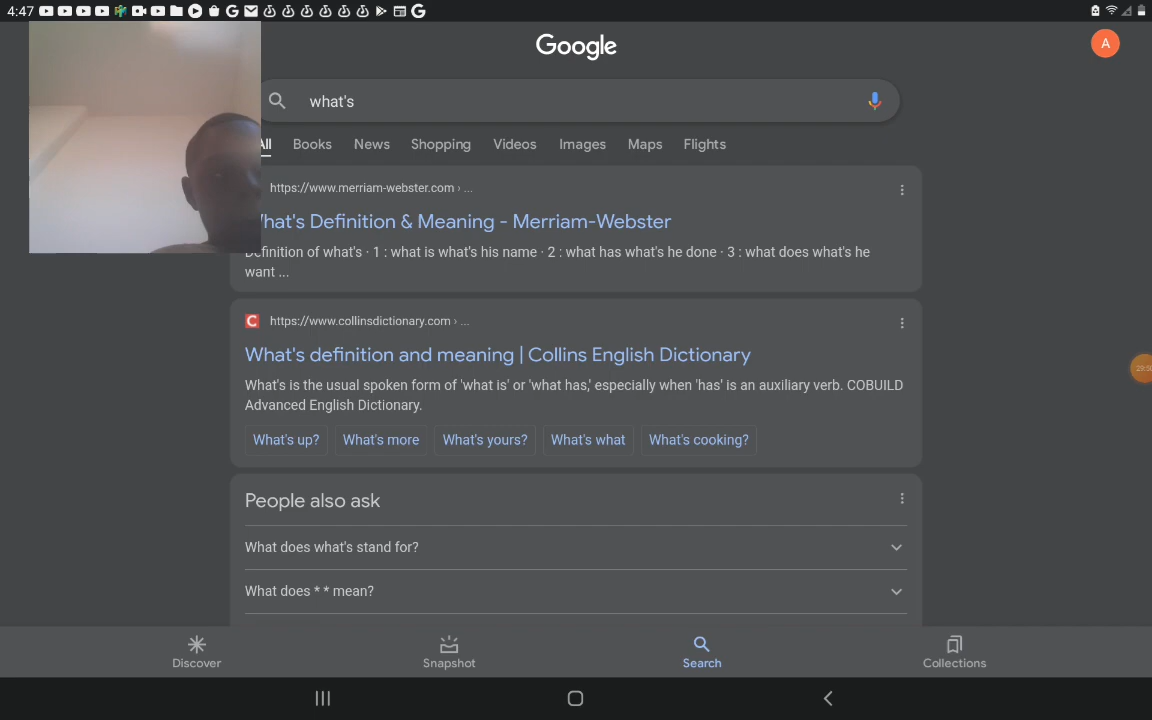 4:47
Google
A
what's
All Books News Shopping Videos Images Maps Flights
https://www.merriam-webster.com › ...
What's Definition & Meaning - Merriam-Webster
Definition of what's · 1 : what is what's his name · 2 : what has what's he done · 3 : what does what's he
want ...
https://www.collinsdictionary.com › ...
What's definition and meaning | Collins English Dictionary
What's is the usual spoken form of 'what is' or 'what has,' especially when 'has' is an auxiliary verb. COBUILD
Advanced English Dictionary.
What's up? What's more What's yours? What's what What's cooking?
People also ask
What does what's stand for?
What does * * mean?
Discover Snapshot Search Collections